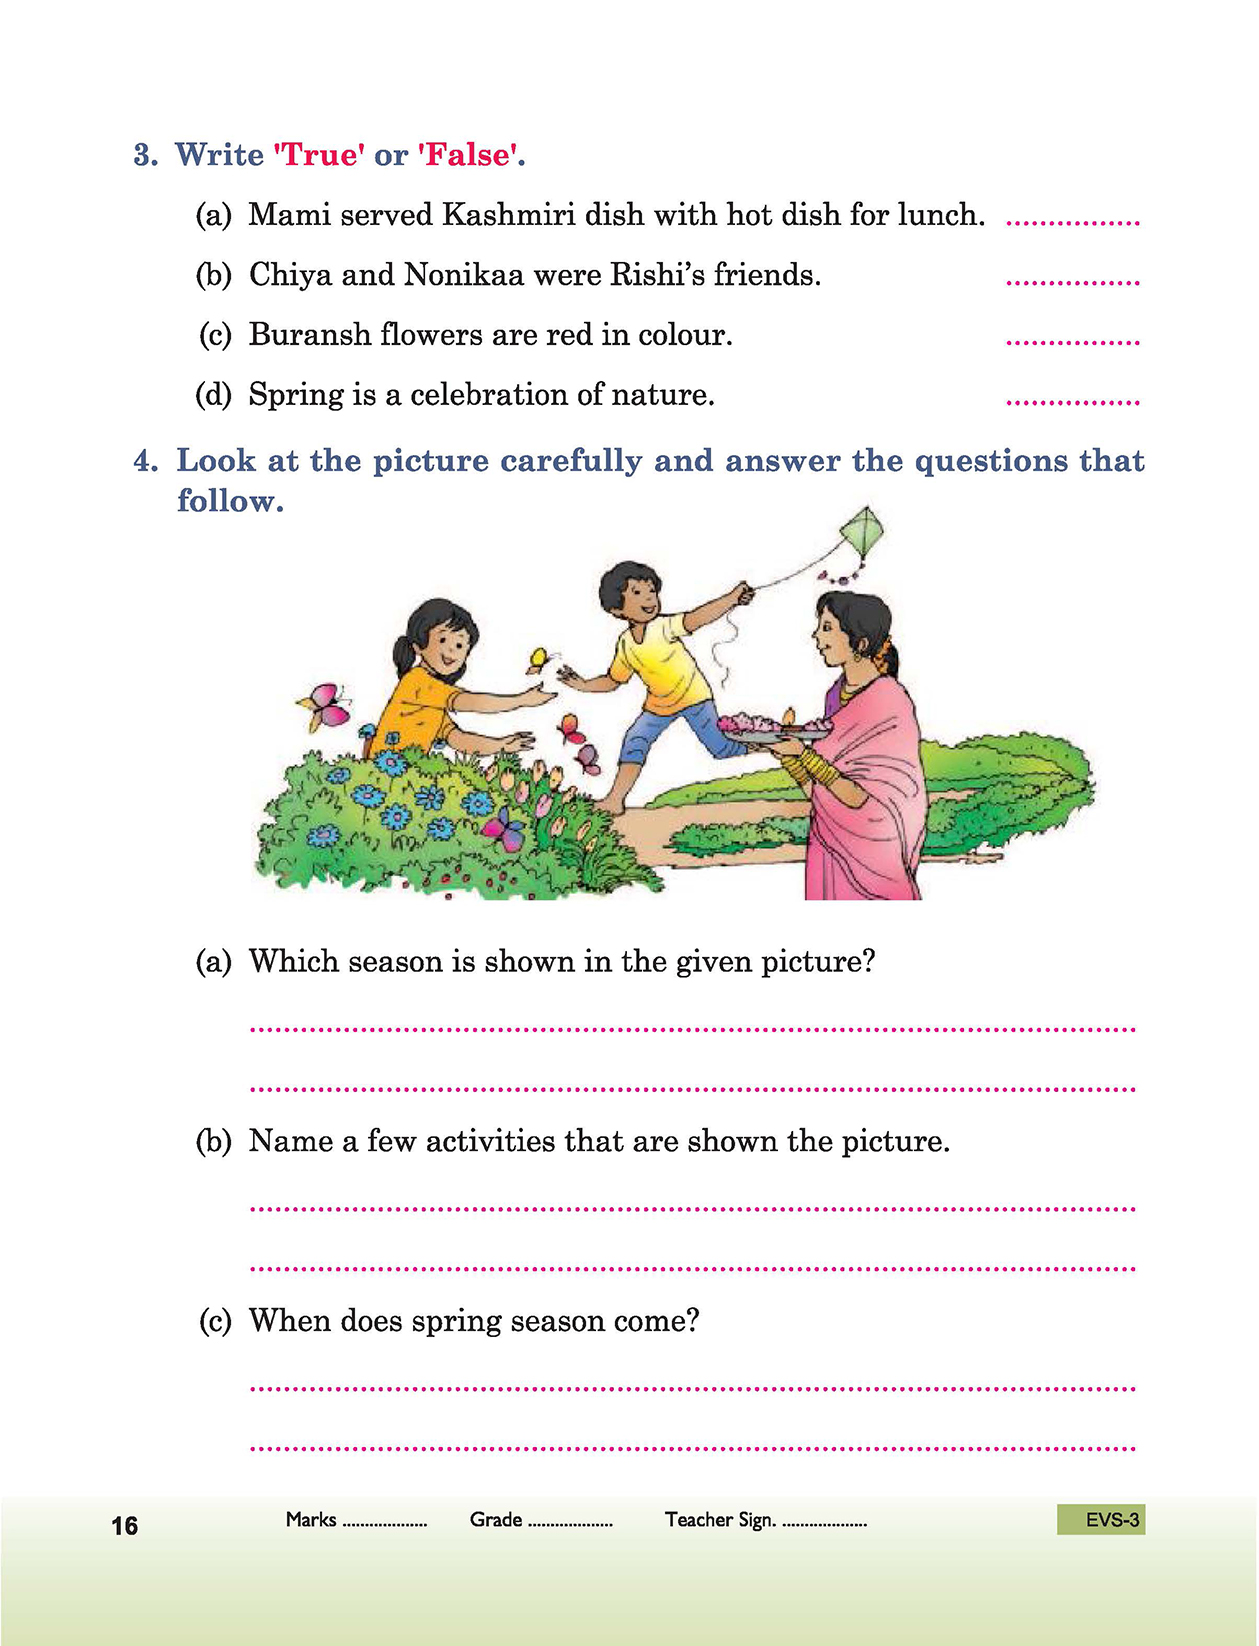 3. Write 'True' or 'False'.
(a) Mami served Kashmiri dish with hot dish for lunch. ................
(b) Chiya and Nonikaa were Rishi's friends. ................
(c) Buransh flowers are red in colour. ................
(d) Spring is a celebration of nature. ................
4. Look at the picture carefully and answer the questions that
follow.
(a) Which season is shown in the given picture?
(b) Name a few activities that are shown the picture.
(c) When does spring season come?
16 Marks ................... Grade ................... Teacher Sign. ................... EVS-3